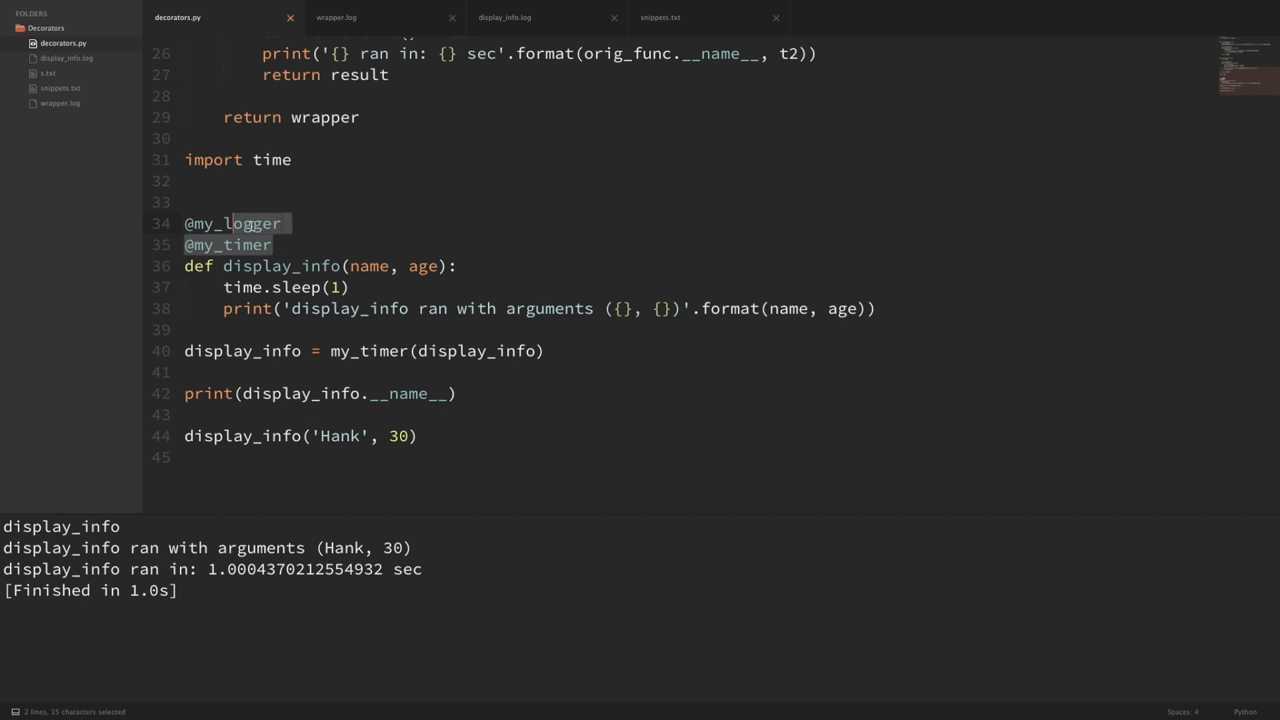 FOLDERS
Decorators
decorators.py
display_info.log
s.txt
snippets.txt
wrapper.log
decorators.py
wrapper.log
display_info.log
snippets.txt
26 print('{} ran in: {} sec'.format(orig_func.__name__, t2))
27 return result
28
29 return wrapper
30
31 import time
32
33
34 @my_logger
35 @my_timer
36 def display_info(name, age):
37 time.sleep(1)
38 print('display_info ran with arguments ({}, {})'.format(name, age))
39
40 display_info = my_timer(display_info)
41
42 print(display_info.__name__)
43
44 display_info('Hank', 30)
45
display_info
display_info ran with arguments (Hank, 30)
display_info ran in: 1.0004370212554932 sec
[Finished in 1.0s]
2 lines, 15 characters selected
Spaces: 4
Python